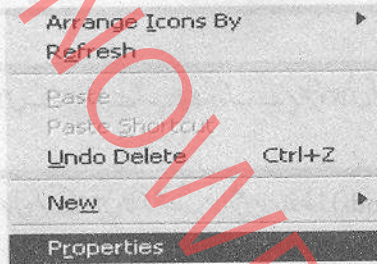 Arrange Icons By
Refresh
Paste
Paste Shortcut
Undo Delete Ctrl+Z
New
Properties